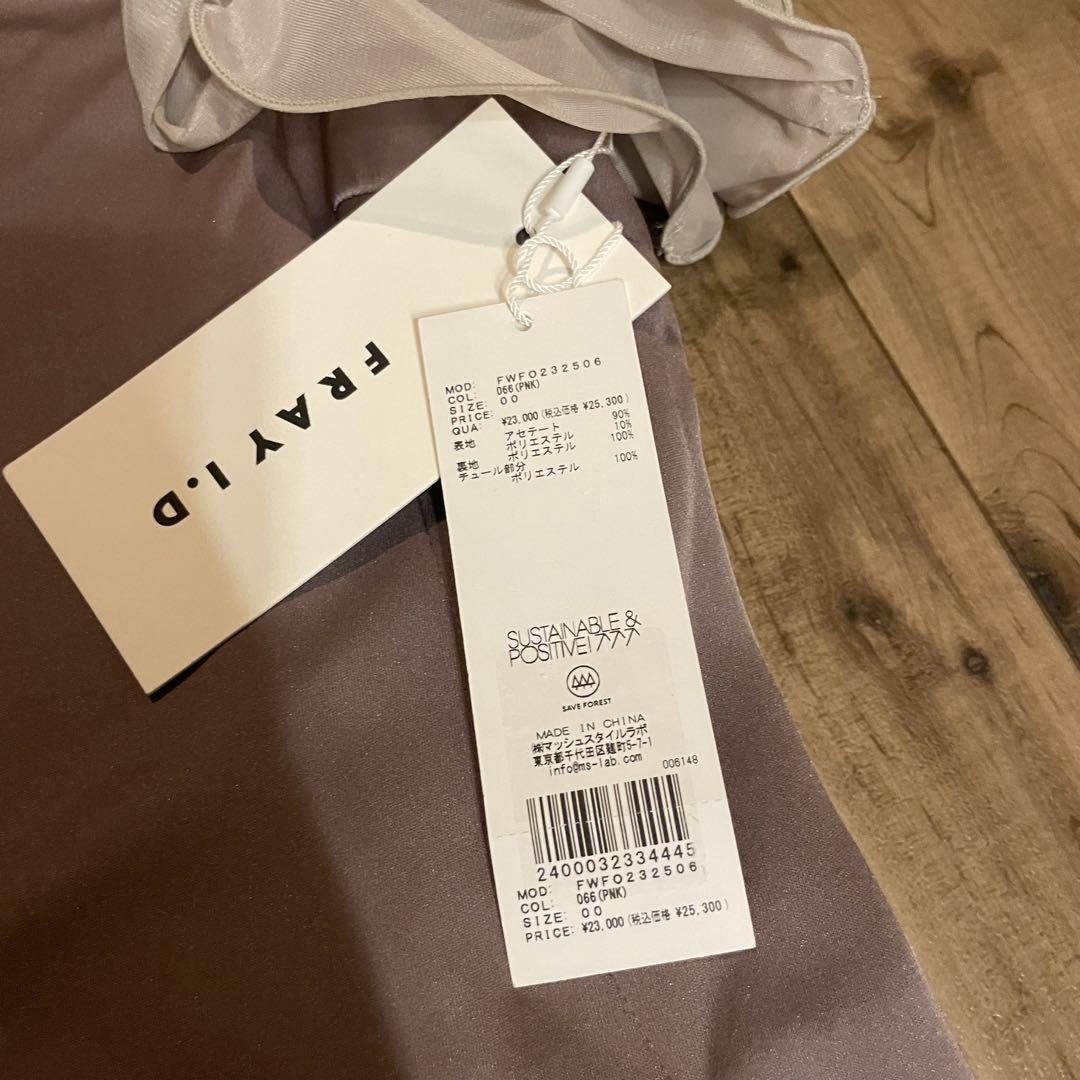 FRAY I.D
MOD: FWFO232506
COL: 066(PNK)
SIZE: 00
PRICE: ¥23,000(税込価格 ¥25,300)
QUA:
表地 アセテート 90%
ポリエステル 10%
裏地 ポリエステル 100%
チュール部分
ポリエステル 100%
SUSTAINABLE &
POSITIVE! ↗↗↗
SAVE FOREST
MADE IN CHINA
㈱マッシュスタイルラボ
東京都千代田区麹町5-7-1
info@ms-lab.com
006148
2400032334445
MOD: FWFO232506
COL: 066(PNK)
SIZE: 00
PRICE: ¥23,000(税込価格 ¥25,300)